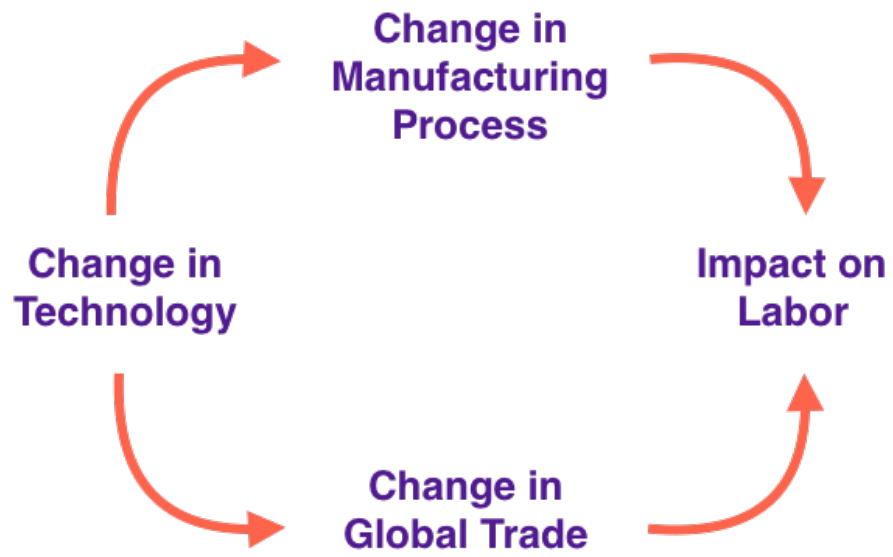 Change in
Manufacturing
Process
Change in
Technology
Impact on
Labor
Change in
Global Trade